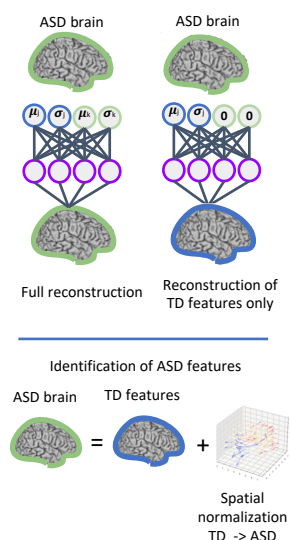 ASD brain ASD brain
μⱼ σⱼ μₖ σₖ μⱼ σⱼ 0 0
Full reconstruction
Reconstruction of
TD features only
Identification of ASD features
ASD brain TD features
= +
Spatial
normalization
TD -> ASD